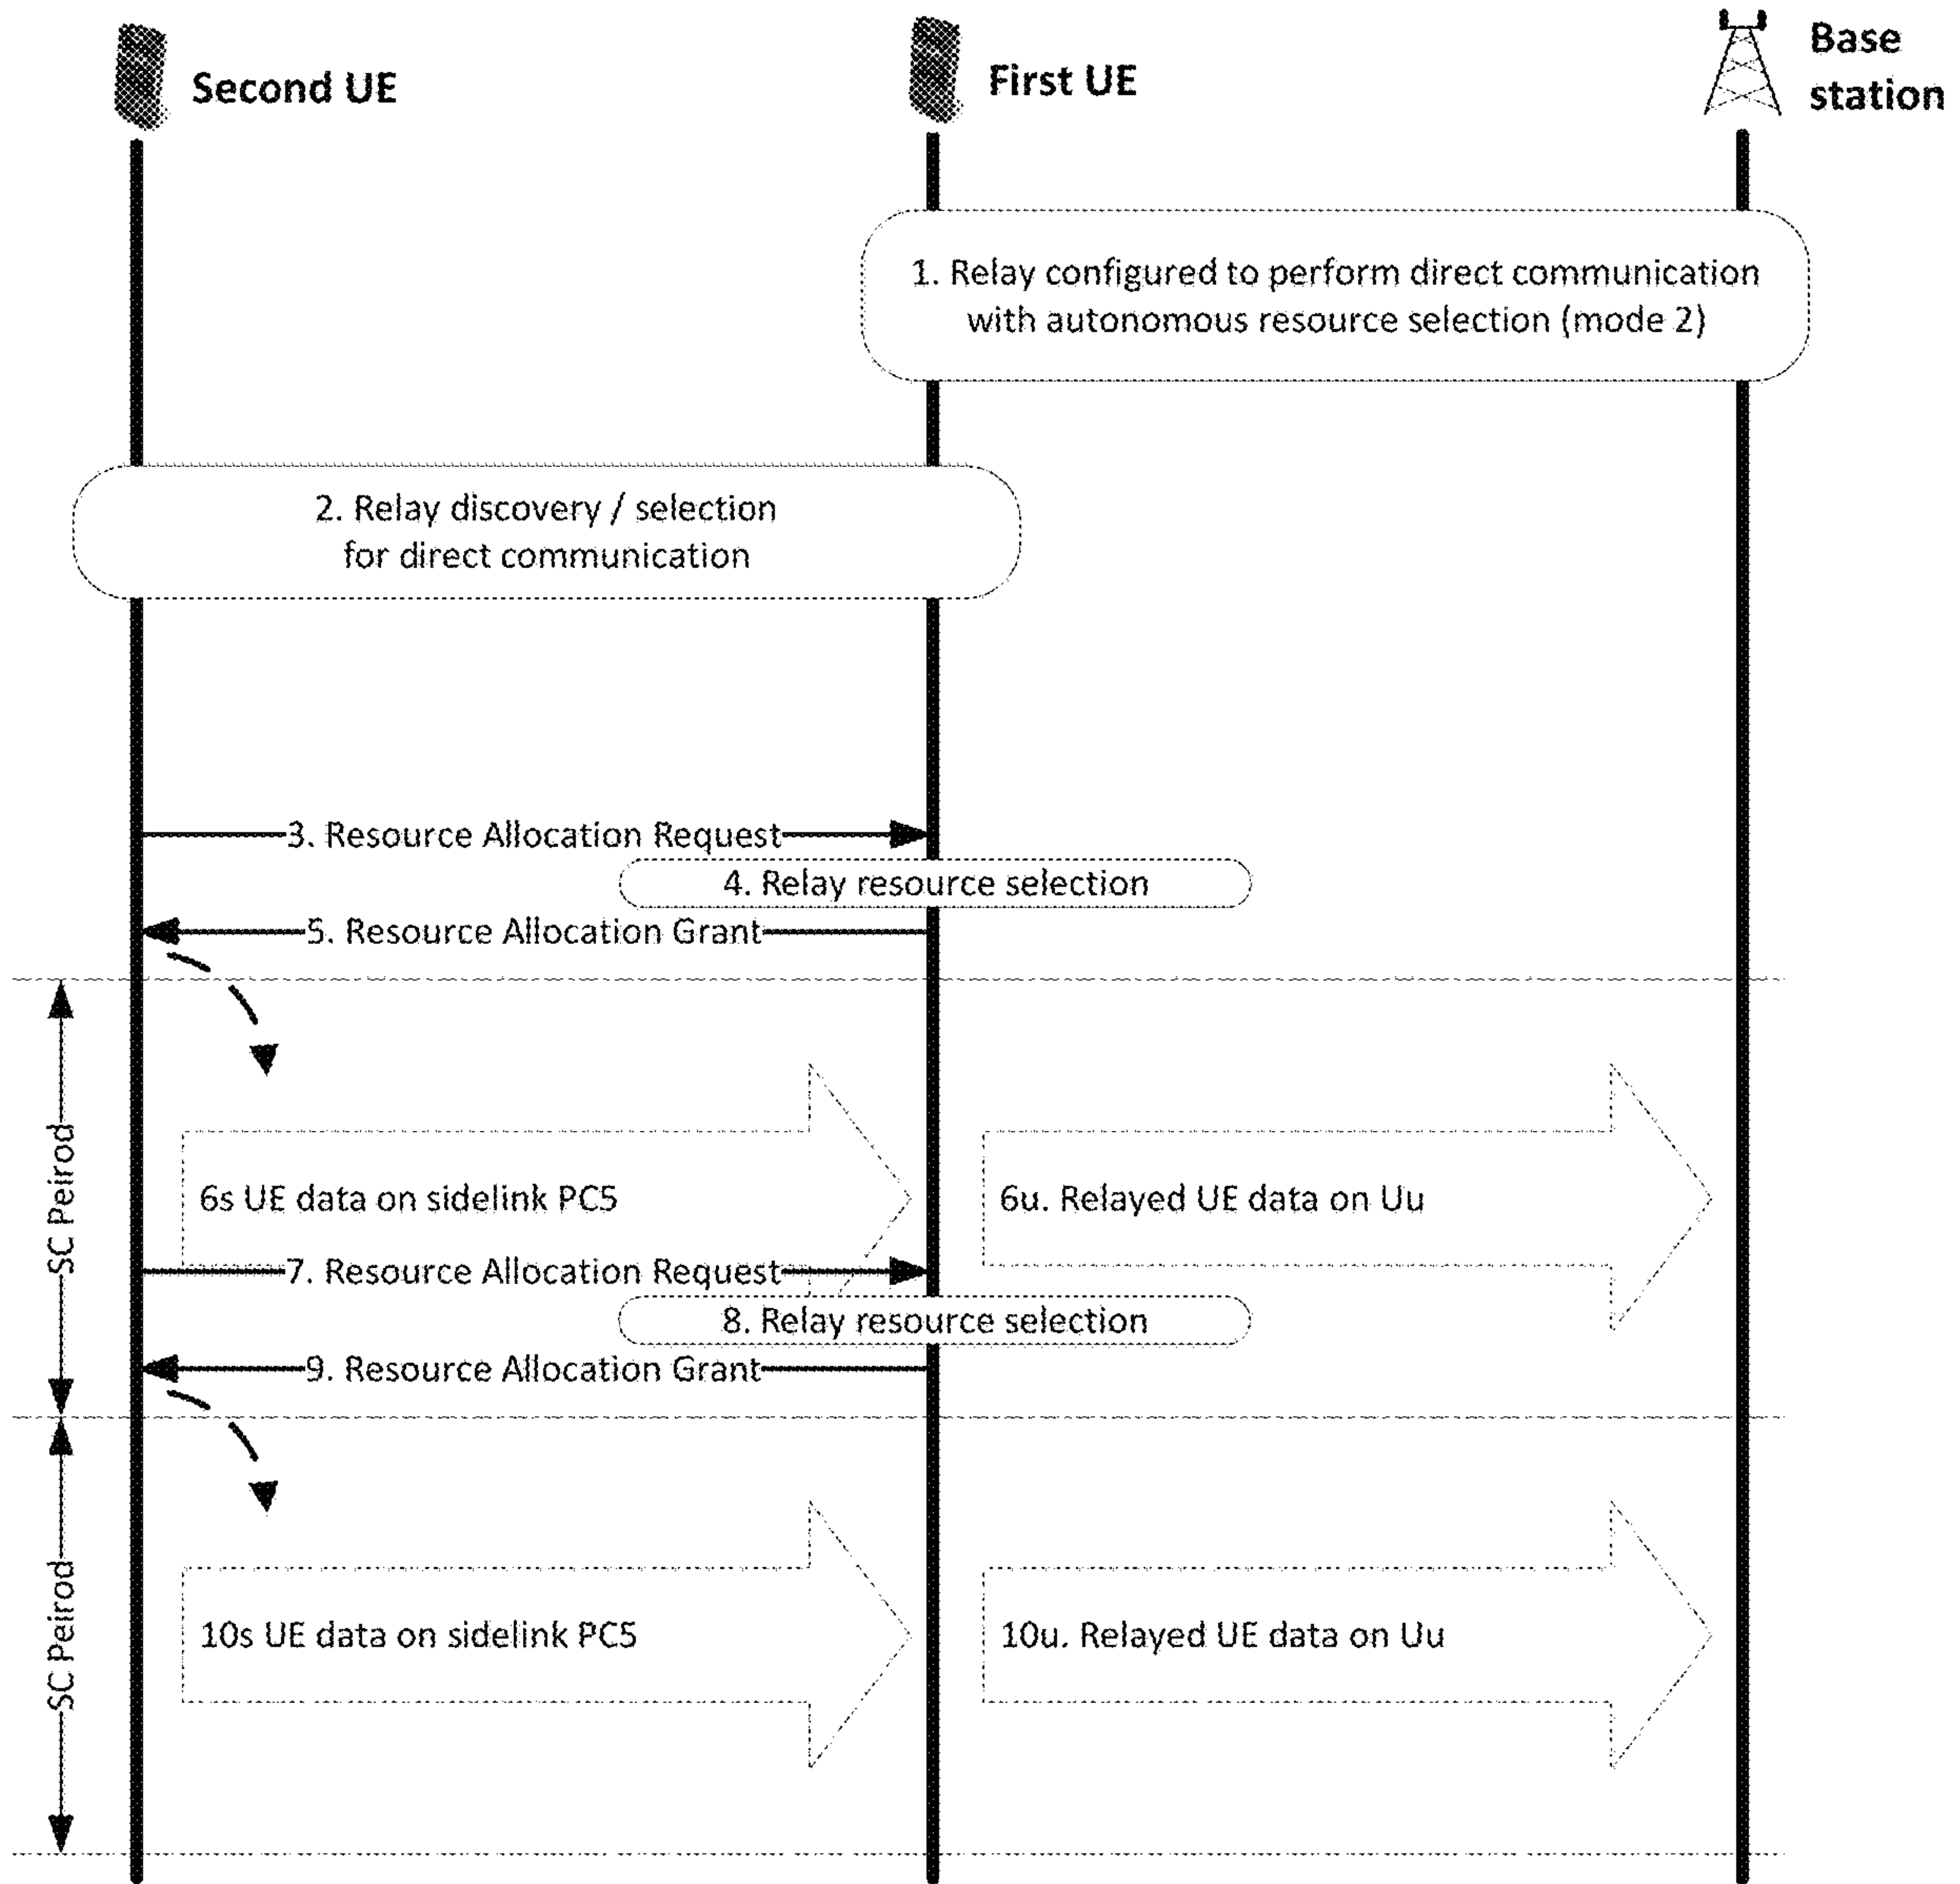 Second UE
First UE
Base
station
1. Relay configured to perform direct communication
with autonomous resource selection (mode 2)
2. Relay discovery / selection
for direct communication
3. Resource Allocation Request
4. Relay resource selection
5. Resource Allocation Grant
SC Peirod
6s UE data on sidelink PC5
6u. Relayed UE data on Uu
7. Resource Allocation Request
8. Relay resource selection
9. Resource Allocation Grant
SC Peirod
10s UE data on sidelink PC5
10u. Relayed UE data on Uu